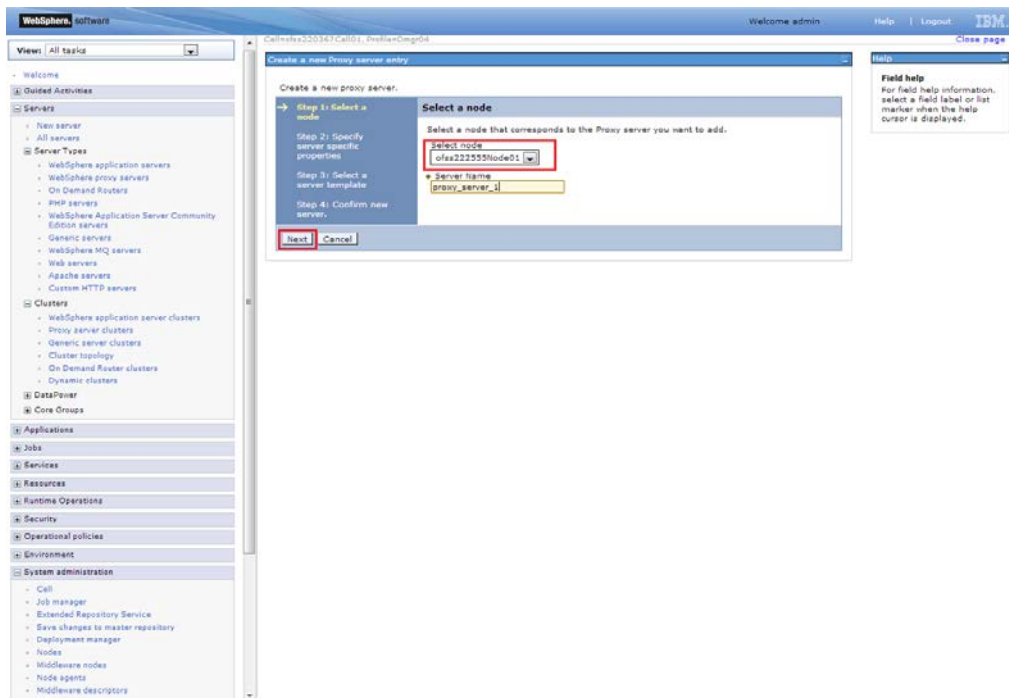 WebSphere. software
Welcome admin
Help | Logout
IBM.
View: All tasks
Cell=ofss220367Cell01, Profile=Dmgr04
Close page
Welcome
Guided Activities
Servers
New server
All servers
Server Types
WebSphere application servers
WebSphere proxy servers
On Demand Routers
PHP servers
WebSphere Application Server Community
Edition servers
Generic servers
WebSphere MQ servers
Web servers
Apache servers
Custom HTTP servers
Clusters
WebSphere application server clusters
Proxy server clusters
Generic server clusters
Cluster topology
On Demand Router clusters
Dynamic clusters
DataPower
Core Groups
Applications
Jobs
Services
Resources
Runtime Operations
Security
Operational policies
Environment
System administration
Cell
Job manager
Extended Repository Service
Save changes to master repository
Deployment manager
Nodes
Middleware nodes
Node agents
Middleware descriptors
Create a new Proxy server entry
Create a new proxy server.
Step 1: Select a
node
Step 2: Specify
server specific
properties
Step 3: Select a
server template
Step 4: Confirm new
server.
Select a node
Select a node that corresponds to the Proxy server you want to add.
Select node
ofss222555Node01
* Server Name
proxy_server_1
Next
Cancel
Help
Field help
For field help information,
select a field label or list
marker when the help
cursor is displayed.